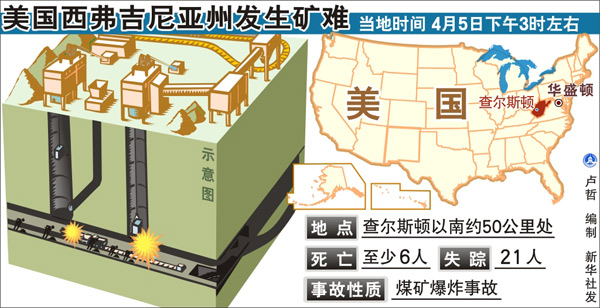 美国西弗吉尼亚州发生矿难
当地时间 4月5日下午3时左右
美国
华盛顿
查尔斯顿
示意图
地点 查尔斯顿以南约50公里处
死亡 至少6人 失踪 21人
事故性质 煤矿爆炸事故
卢哲 编制 新华社发